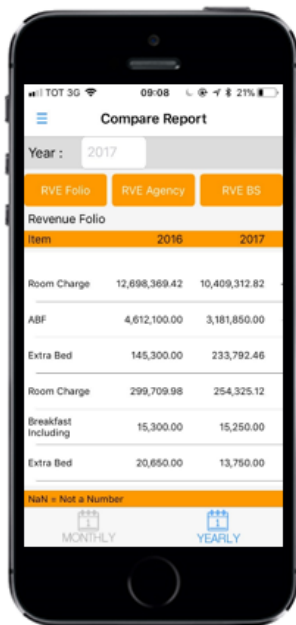 TOT 3G 09:08 21%
Compare Report
Year : 2017
RVE Folio RVE Agency RVE BS
Revenue Folio
Item 2016 2017
Room Charge 12,698,369.42 10,409,312.82
ABF 4,612,100.00 3,181,850.00
Extra Bed 145,300.00 233,792.46
Room Charge 299,709.98 254,325.12
Breakfast
Including 15,300.00 15,250.00
Extra Bed 20,650.00 13,750.00
NaN = Not a Number
1 1
MONTHLY YEARLY